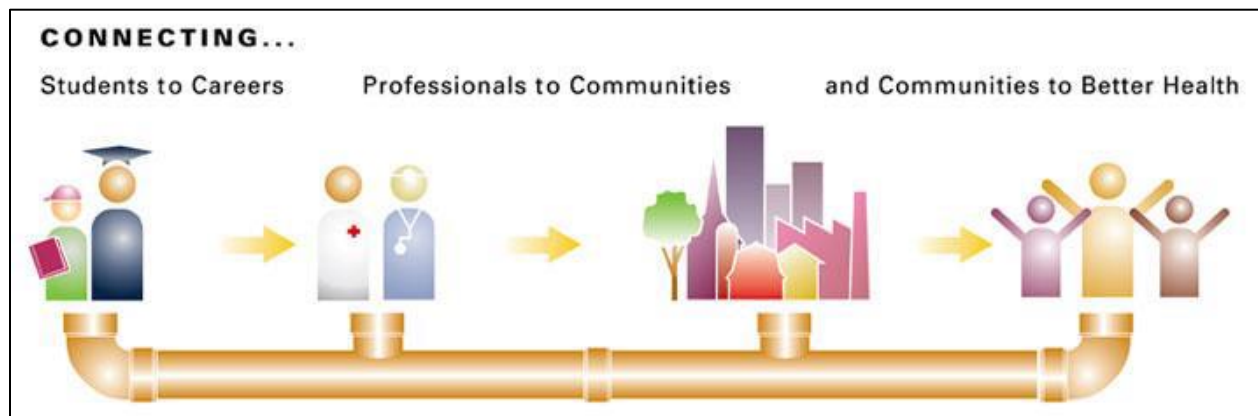 CONNECTING...
Students to Careers
Professionals to Communities
and Communities to Better Health